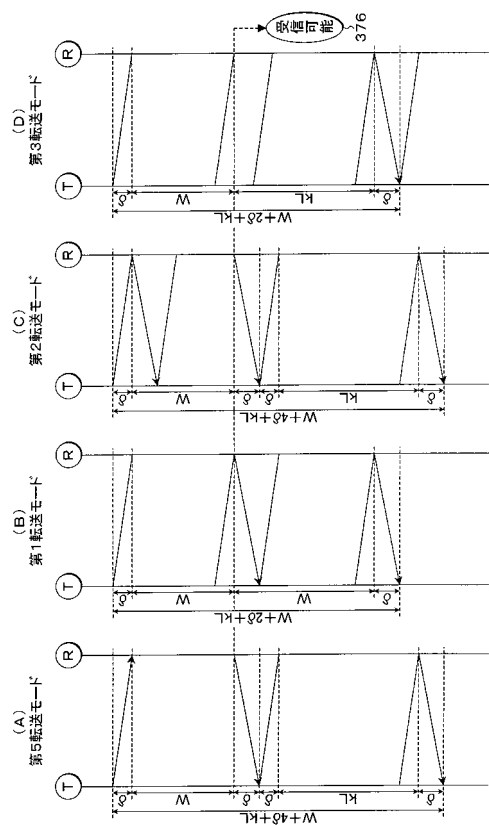 (A)
第5転送モード
T
R
δ
W
δ
δ
kL
δ
W+4δ+kL
(B)
第1転送モード
T
R
δ
W
W
δ
W+2δ+kL
(C)
第2転送モード
T
R
δ
W
δ
δ
kL
δ
W+4δ+kL
(D)
第3転送モード
T
R
δ
W
kL
δ
W+2δ+kL
受信可能
376